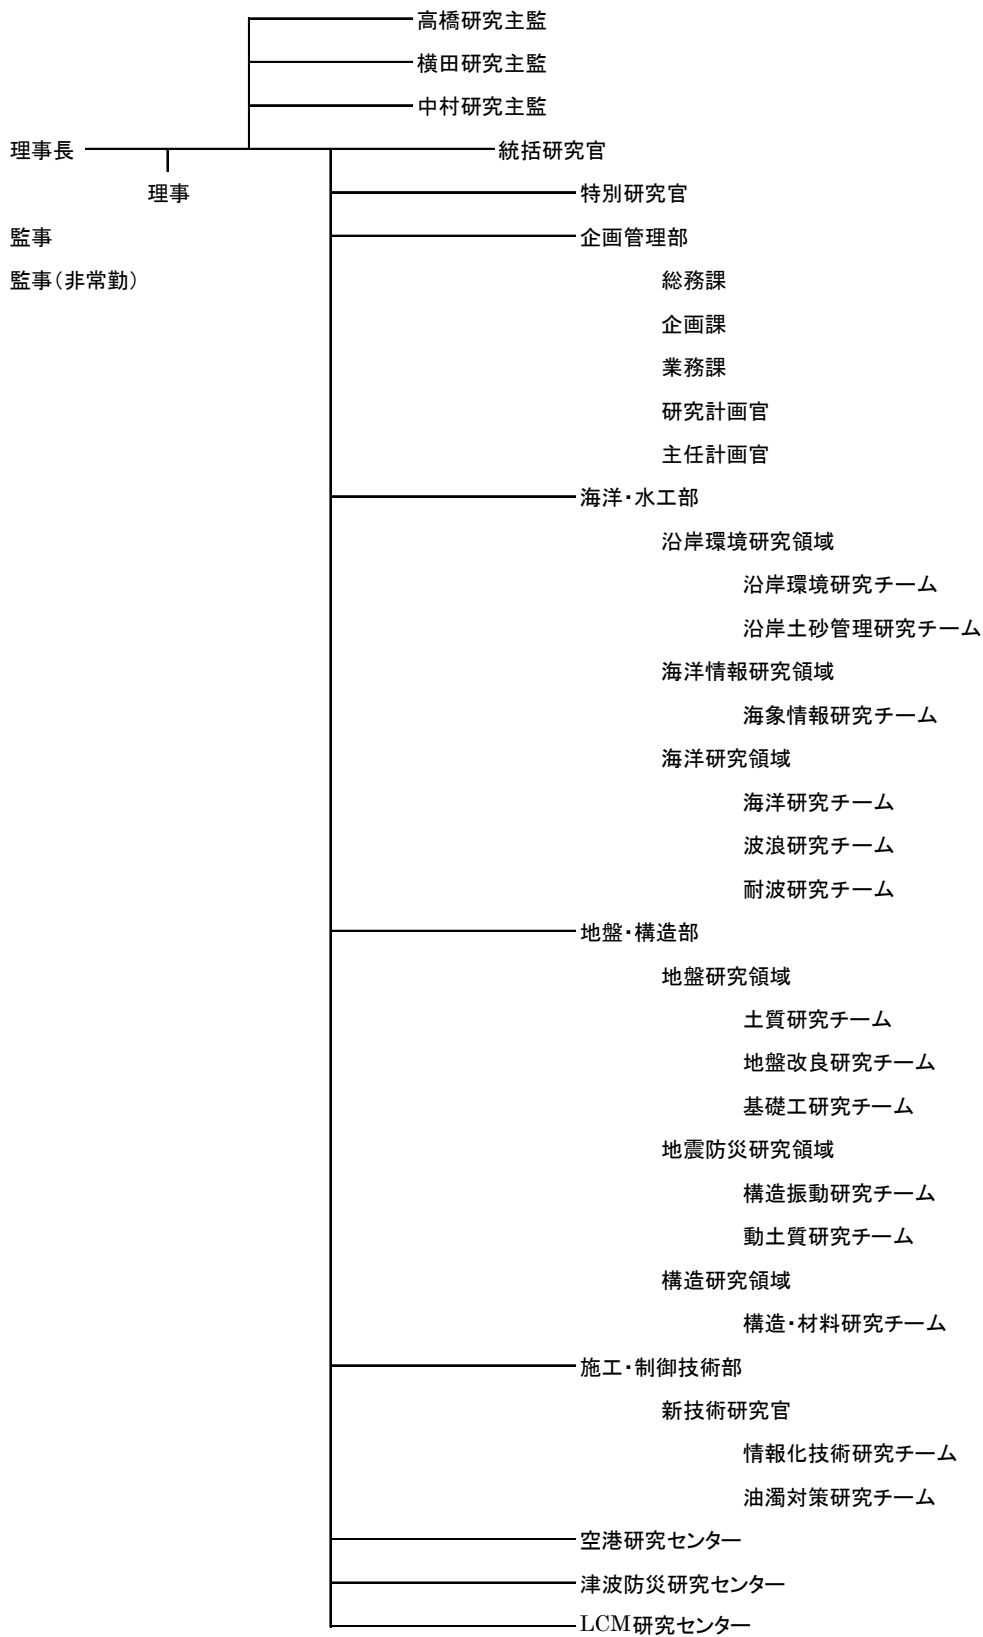 高橋研究主監
横田研究主監
中村研究主監
理事長 統括研究官
理事 特別研究官
監事 企画管理部
監事(非常勤) 総務課
企画課
業務課
研究計画官
主任計画官
海洋・水工部
沿岸環境研究領域
沿岸環境研究チーム
沿岸土砂管理研究チーム
海洋情報研究領域
海象情報研究チーム
海洋研究領域
海洋研究チーム
波浪研究チーム
耐波研究チーム
地盤・構造部
地盤研究領域
土質研究チーム
地盤改良研究チーム
基礎工研究チーム
地震防災研究領域
構造振動研究チーム
動土質研究チーム
構造研究領域
構造・材料研究チーム
施工・制御技術部
新技術研究官
情報化技術研究チーム
油濁対策研究チーム
空港研究センター
津波防災研究センター
LCM研究センター